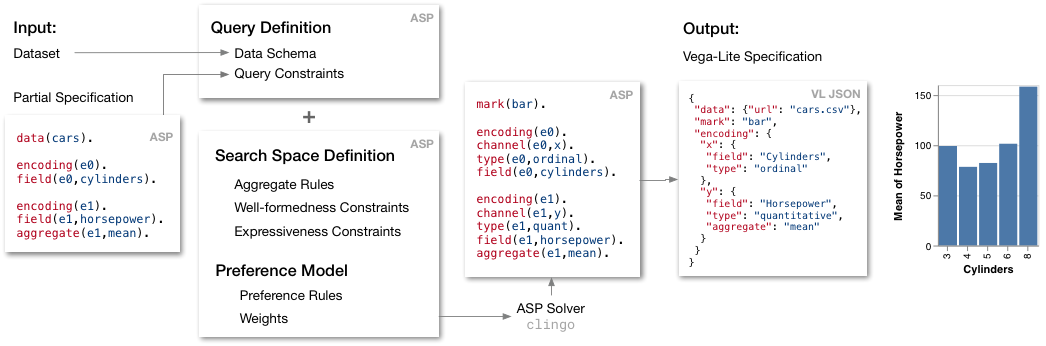 Input:
Dataset
Partial Specification
ASP
data(cars).
encoding(e0).
field(e0,cylinders).
encoding(e1).
field(e1,horsepower).
aggregate(e1,mean).
ASP
Query Definition
Data Schema
Query Constraints
+
ASP
Search Space Definition
Aggregate Rules
Well-formedness Constraints
Expressiveness Constraints
Preference Model
Preference Rules
Weights
ASP
mark(bar).
encoding(e0).
channel(e0,x).
type(e0,ordinal).
field(e0,cylinders).
encoding(e1).
channel(e1,y).
type(e1,quant).
field(e1,horsepower).
aggregate(e1,mean).
ASP Solver
clingo
Output:
Vega-Lite Specification
VL JSON
{
"data": {"url": "cars.csv"},
"mark": "bar",
"encoding": {
"x": {
"field": "Cylinders",
"type": "ordinal"
},
"y": {
"field": "Horsepower",
"type": "quantitative",
"aggregate": "mean"
}
}
}
Mean of Horsepower
150
100
50
0
3 4 5 6 8
Cylinders